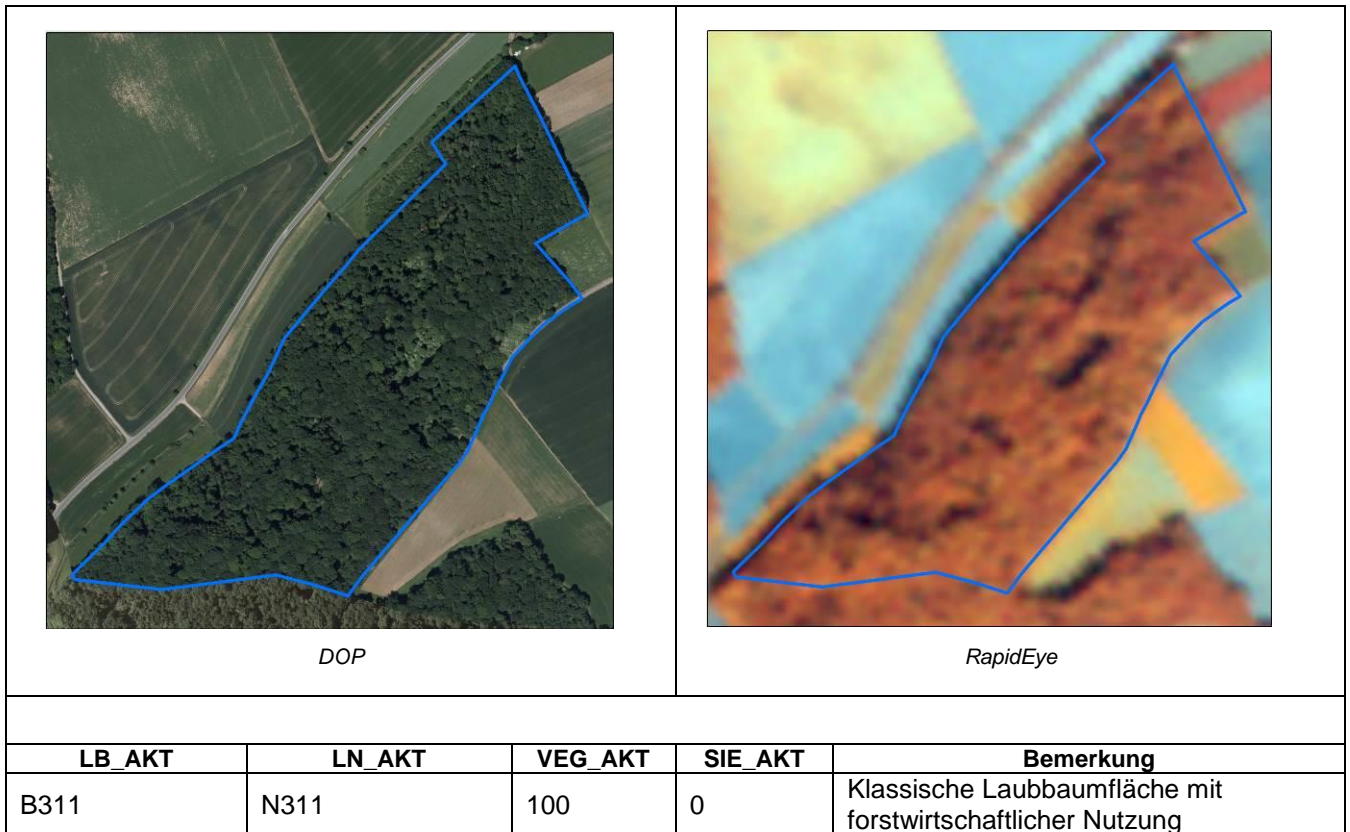 DOP
RapidEye
LB_AKT LN_AKT VEG_AKT SIE_AKT Bemerkung
B311 N311 100 0 Klassische Laubbaumfläche mit
forstwirtschaftlicher Nutzung